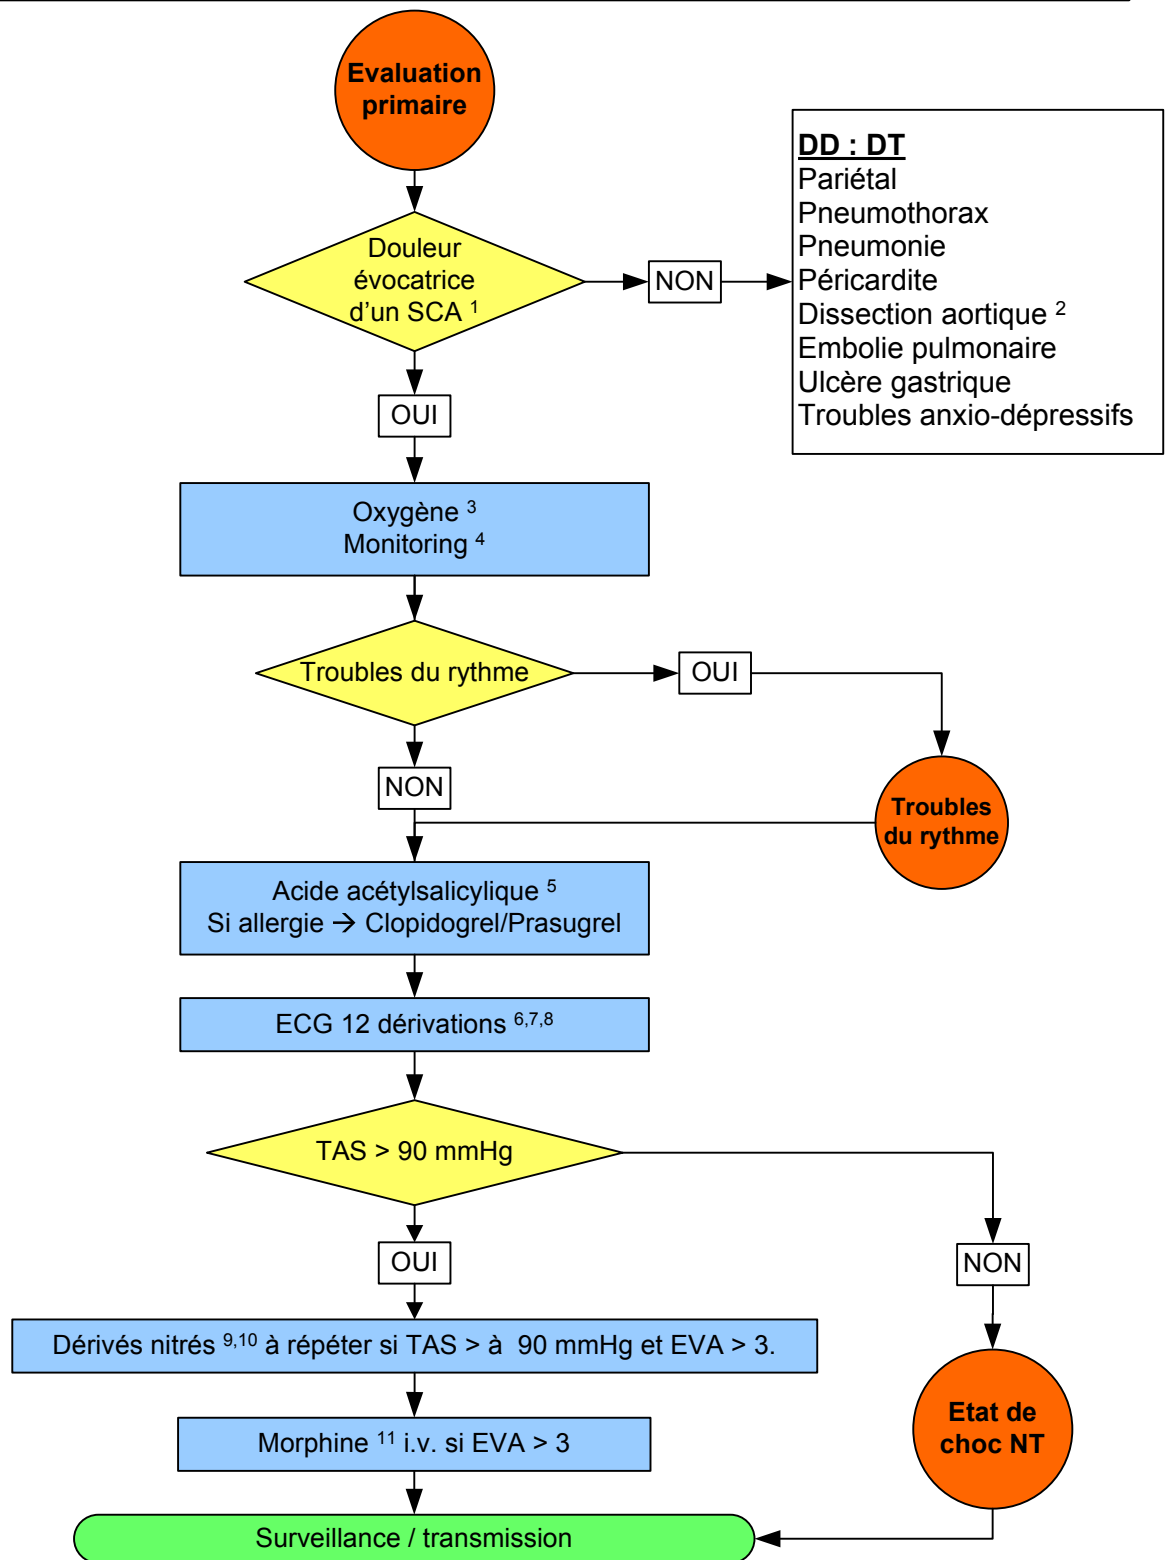 Evaluation
primaire
DD : DT
Pariétal
Pneumothorax
Pneumonie
Péricardite
Dissection aortique ²
Embolie pulmonaire
Ulcère gastrique
Troubles anxio-dépressifs
Douleur
évocatrice
d’un SCA ¹
NON
OUI
Oxygène ³
Monitoring ⁴
Troubles du rythme
OUI
NON
Troubles
du rythme
Acide acétylsalicylique ⁵
Si allergie → Clopidogrel/Prasugrel
ECG 12 dérivations ⁶,⁷,⁸
TAS > 90 mmHg
OUI
NON
Dérivés nitrés ⁹,¹⁰ à répéter si TAS > à 90 mmHg et EVA > 3.
Etat de
choc NT
Morphine ¹¹ i.v. si EVA > 3
Surveillance / transmission